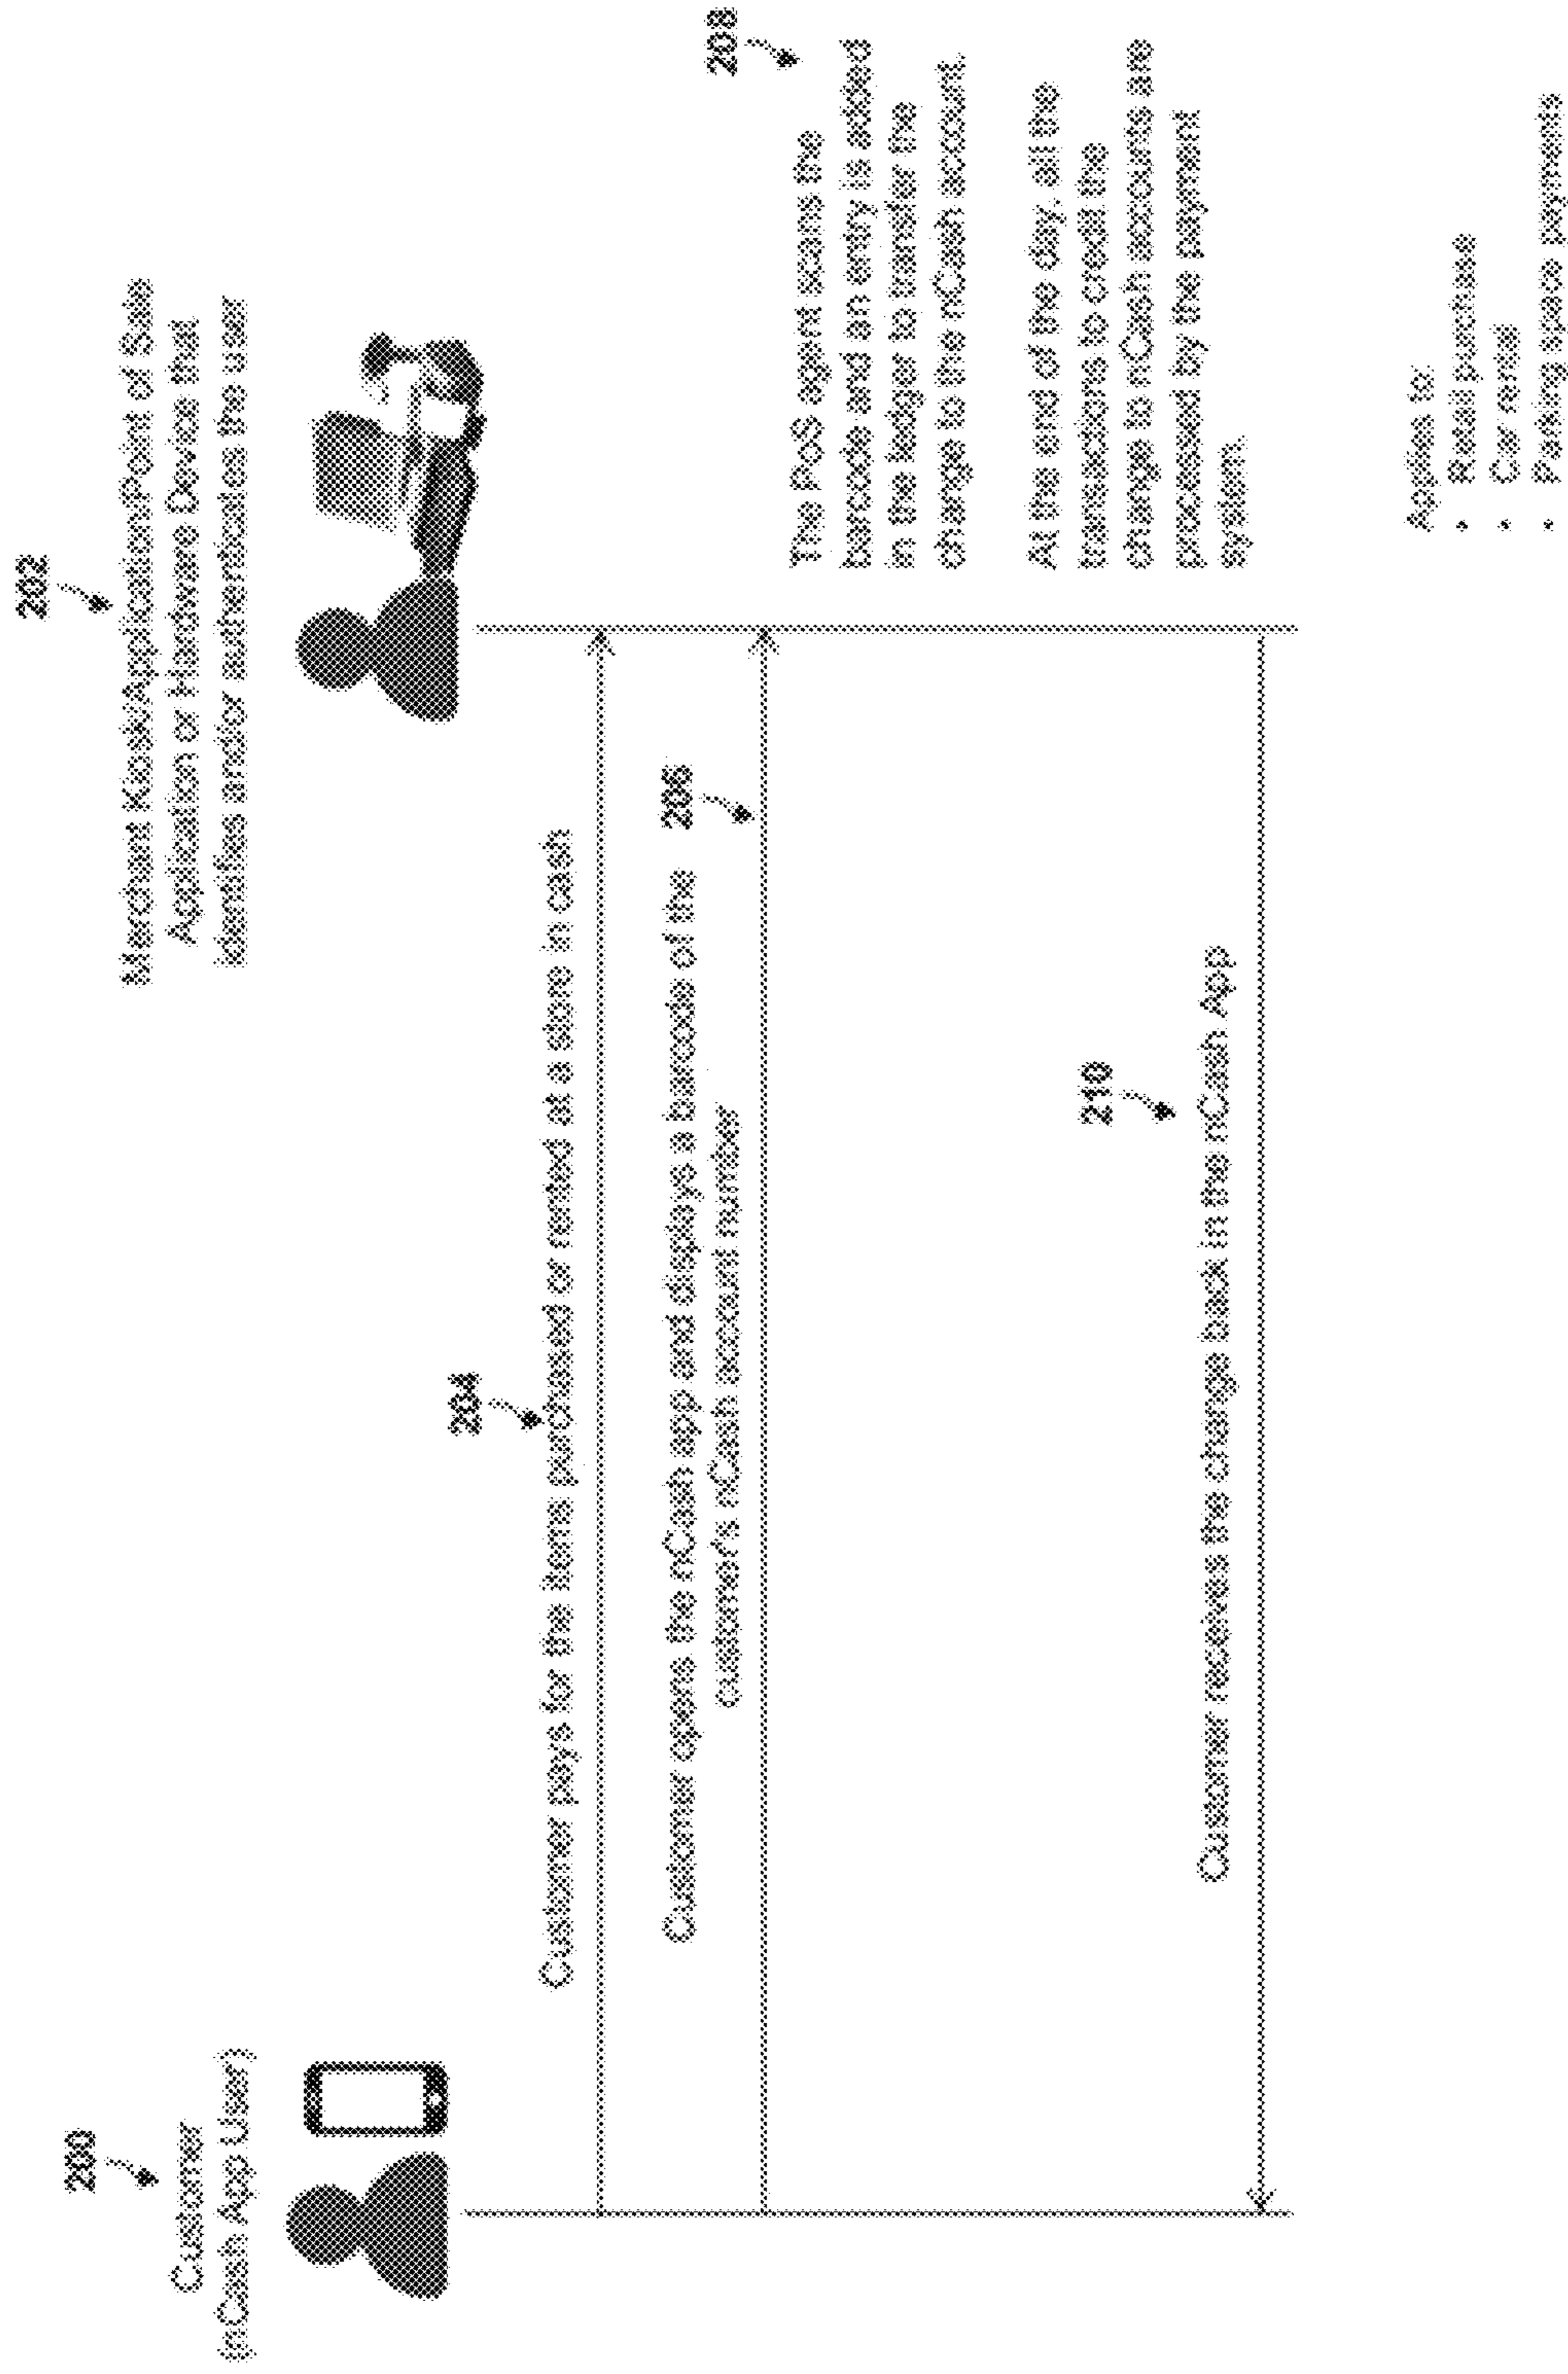 200
Customer
(nCash App User)
202
Merchant Kiosk/Application/Point of Sale
Application or Hardware Device that
identifies and/or authenticates the user
204
Customer pays for the items purchased or rented at a store in cash
206
Customer opens the nCash app and displays a barcode of the
customer's nCash account number
208
The PoS agent scans the
barcode and an entry is added
in the ledger to transfer the
change to the nCash account.
At the end of the day, all the
transactions to credit the
change to nCash accounts are
processed by the payment
system.
210
Customer receives the change back in the nCash App
Applies to:
• Retail purchase
• Car rental
• Parking space payments